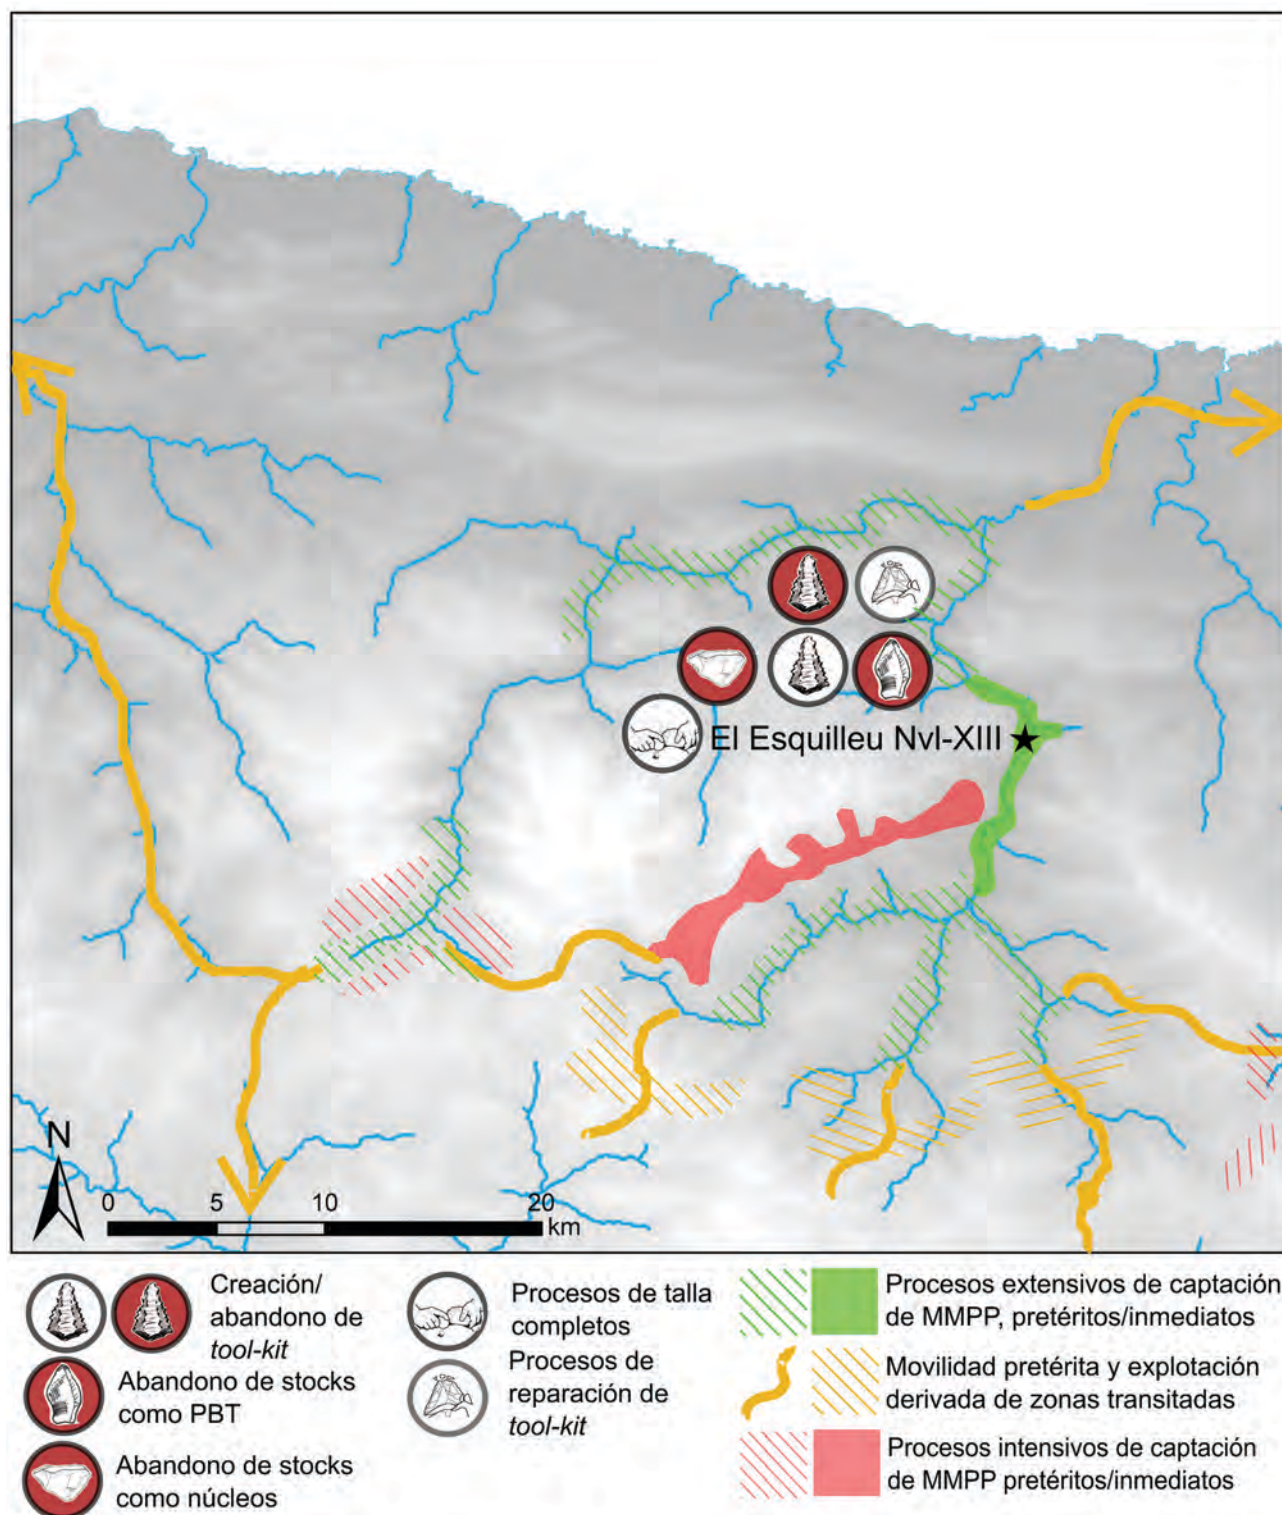 El Esquilleu Nvl-XIII
N
0 5 10 20
km
Creación/
abandono de
tool-kit
Abandono de stocks
como PBT
Abandono de stocks
como núcleos
Procesos de talla
completos
Procesos de
reparación de
tool-kit
Procesos extensivos de captación
de MMPP, pretéritos/inmediatos
Movilidad pretérita y explotación
derivada de zonas transitadas
Procesos intensivos de captación
de MMPP pretéritos/inmediatos